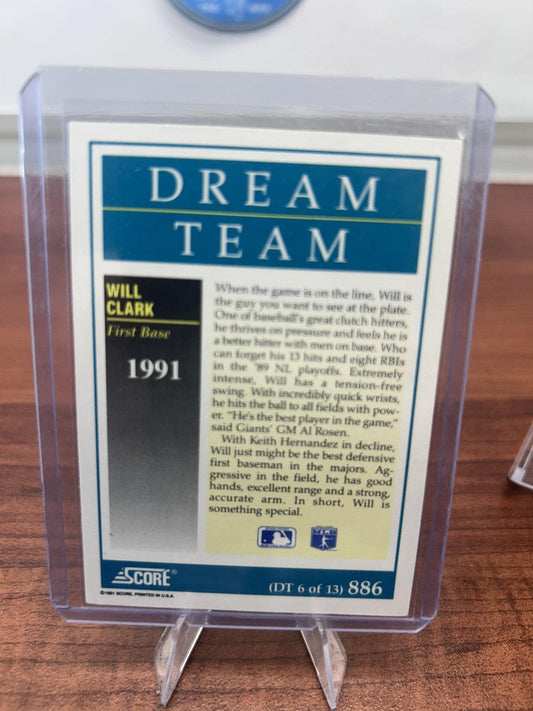 DREAM
TEAM
WILL
CLARK
First Base
1991
When the game is on the line, Will is
the guy you want to see at the plate.
One of baseball's great clutch hitters,
he thrives on pressure and feels he is
a better hitter with men on base. Who
can forget his 13 hits and eight RBIs
in the '89 NL playoffs. Extremely
intense, Will has a tension-free
swing. With incredibly quick wrists,
he hits the ball to all fields with pow-
er. "He's the best player in the game,"
said Giants' GM Al Rosen.
With Keith Hernandez in decline,
Will just might be the best defensive
first baseman in the majors. Ag-
gressive in the field, he has good
hands, excellent range and a strong,
accurate arm. In short, Will is
something special.
SCORE®
©1991 SCORE, PRINTED IN U.S.A.
(DT 6 of 13) 886